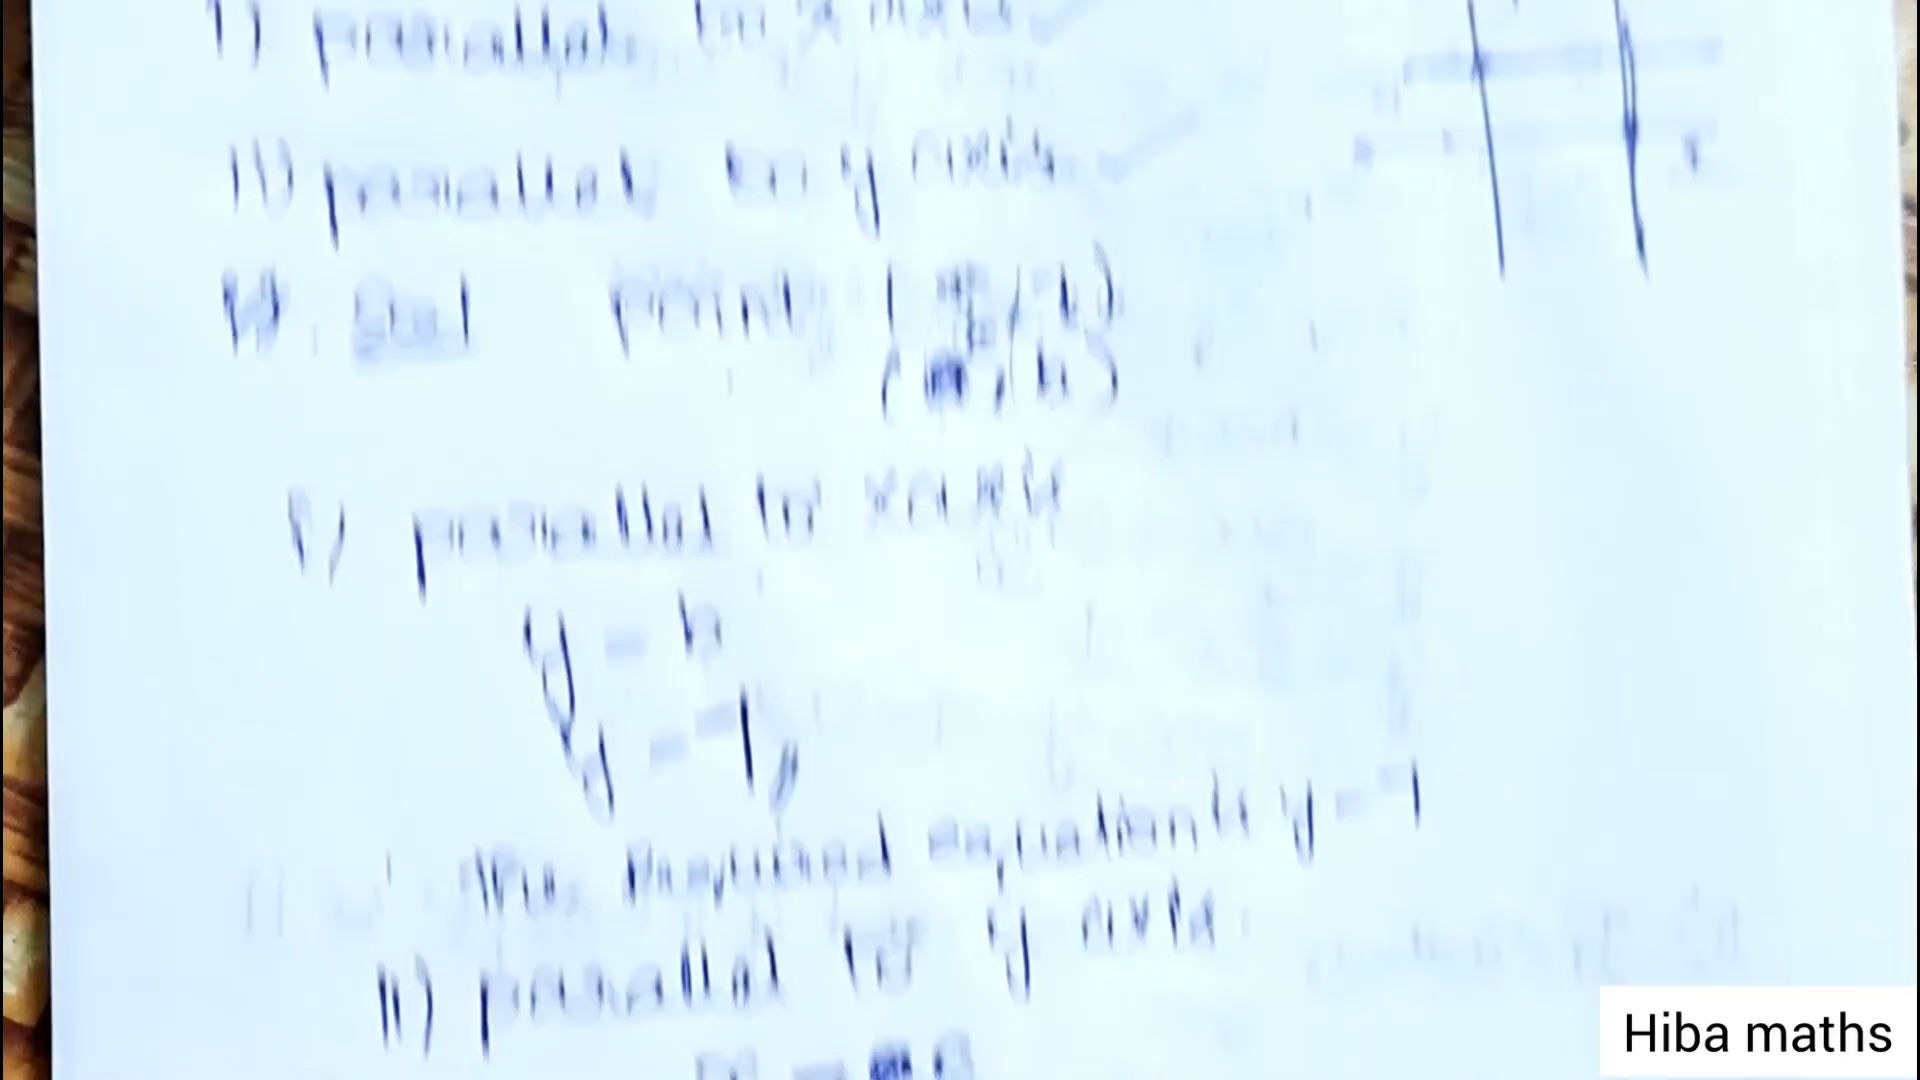 i) parallel to x axis
ii) parallel to y axis
Sol point
(a, b)
i) parallel to x axis
y = b
y = -1
The Required equation is y = -1
ii) parallel to y axis
Hiba maths